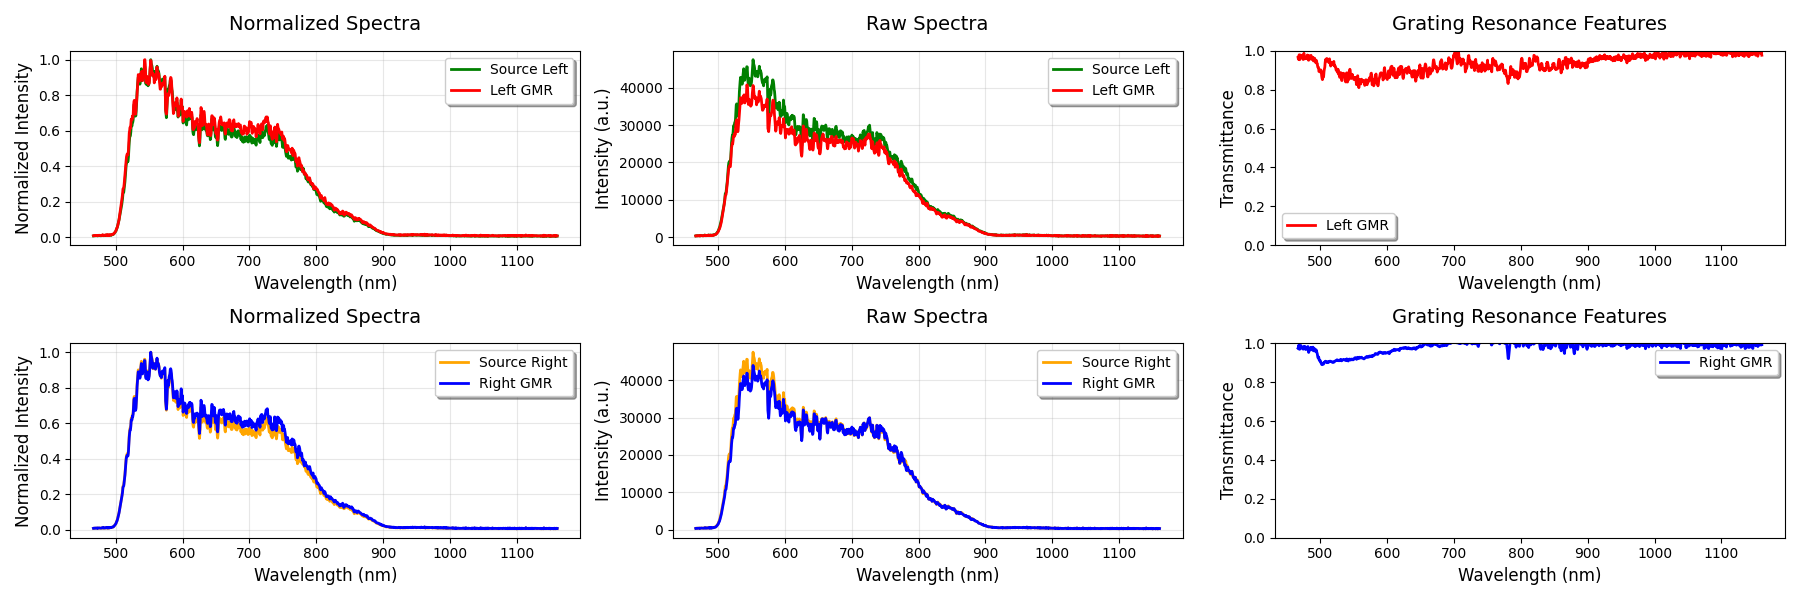 Normalized Spectra
Normalized Intensity
1.0
0.8
0.6
0.4
0.2
0.0
Source Left
Left GMR
500 600 700 800 900 1000 1100
Wavelength (nm)
Raw Spectra
Intensity (a.u.)
40000
30000
20000
10000
0
Source Left
Left GMR
500 600 700 800 900 1000 1100
Wavelength (nm)
Grating Resonance Features
Transmittance
1.0
0.8
0.6
0.4
0.2
0.0
Left GMR
500 600 700 800 900 1000 1100
Wavelength (nm)
Normalized Spectra
Normalized Intensity
1.0
0.8
0.6
0.4
0.2
0.0
Source Right
Right GMR
500 600 700 800 900 1000 1100
Wavelength (nm)
Raw Spectra
Intensity (a.u.)
40000
30000
20000
10000
0
Source Right
Right GMR
500 600 700 800 900 1000 1100
Wavelength (nm)
Grating Resonance Features
Transmittance
1.0
0.8
0.6
0.4
0.2
0.0
Right GMR
500 600 700 800 900 1000 1100
Wavelength (nm)